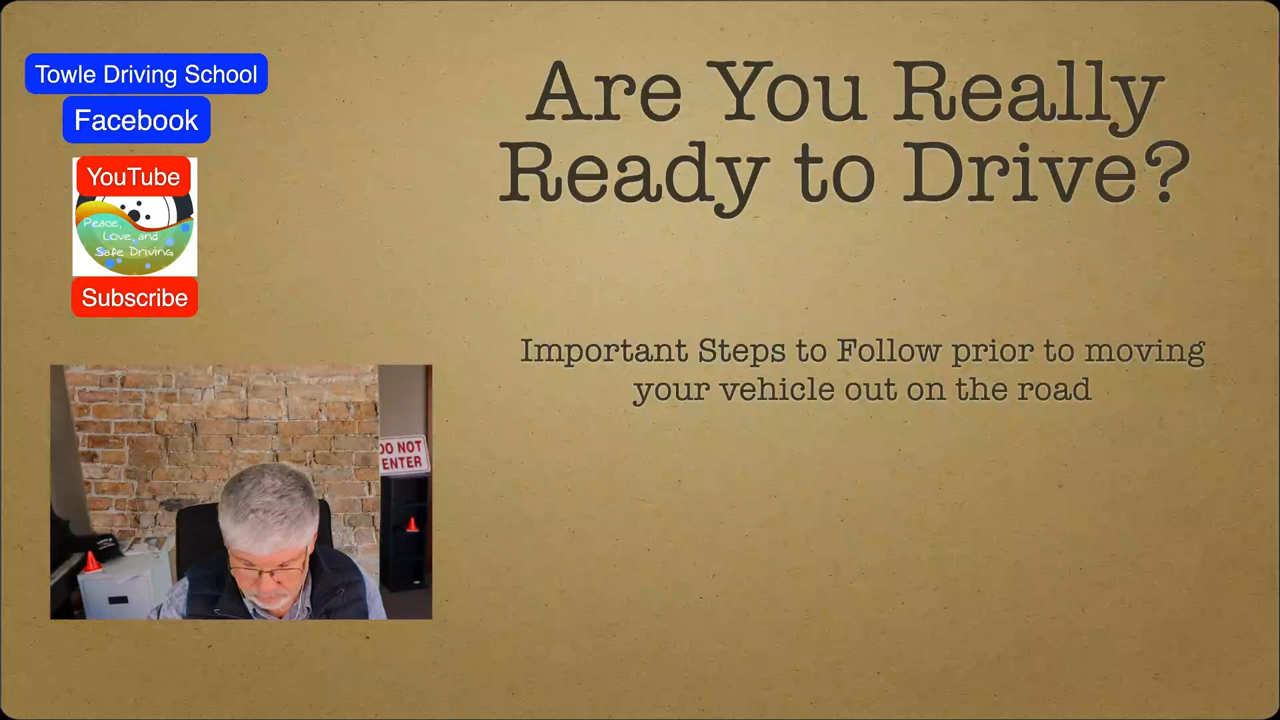 Towle Driving School
Facebook
YouTube
Peace,
Love, and
Safe Driving
Subscribe
Are You Really
Ready to Drive?
Important Steps to Follow prior to moving
your vehicle out on the road
DO NOT
ENTER